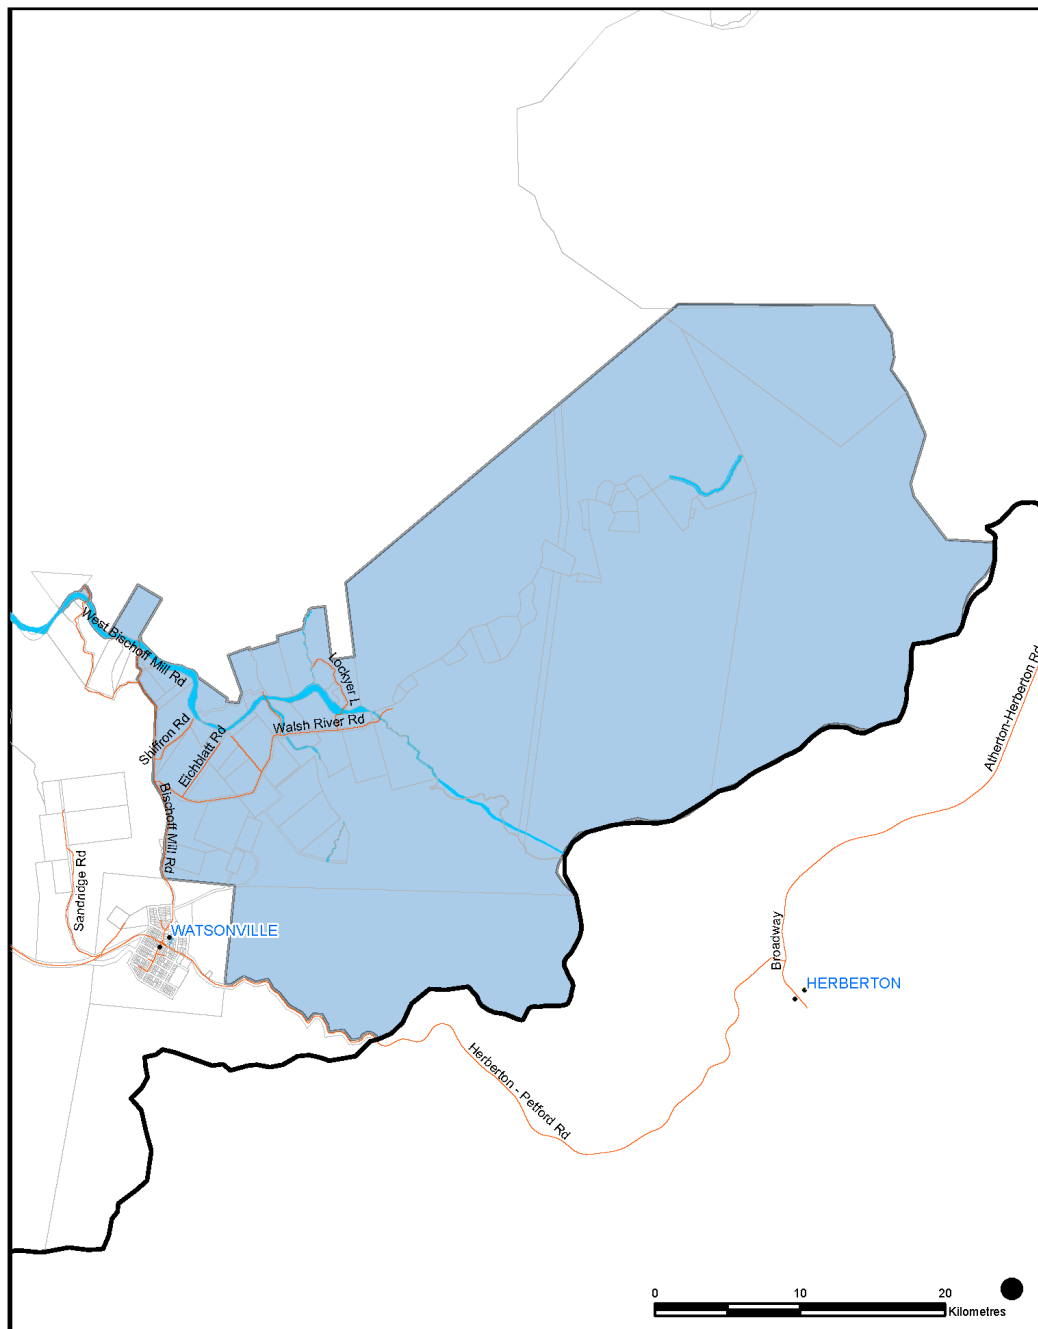 West Bischoff Mill Rd
Lockyer L
Walsh River Rd
Shiffron Rd
Eichblatt Rd
Bischoff Mill Rd
Sandridge Rd
WATSONVILLE
Atherton-Herberton Rd
Broadway
HERBERTON
Herberton - Petford Rd
0 10 20
Kilometres